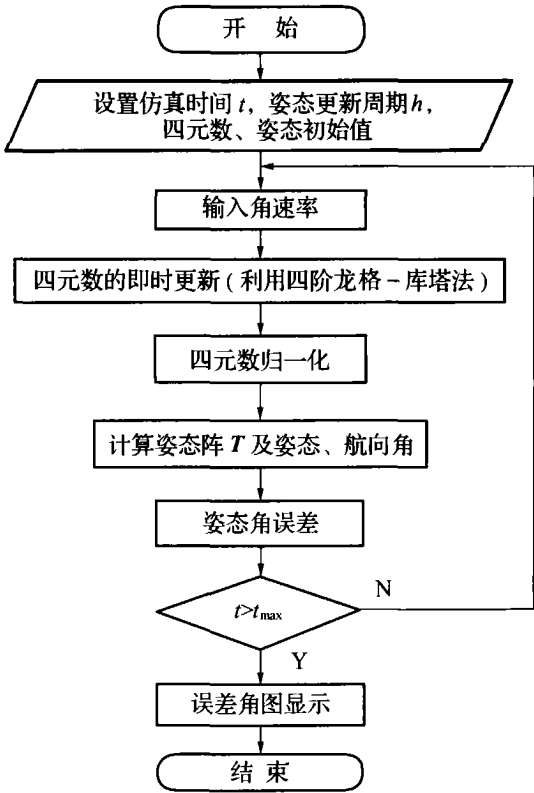 开 始
设置仿真时间 t，姿态更新周期h，
四元数、姿态初始值
输入角速率
四元数的即时更新（利用四阶龙格－库塔法）
四元数归一化
计算姿态阵 T 及姿态、航向角
姿态角误差
t>tmax
N
Y
误差角图显示
结 束